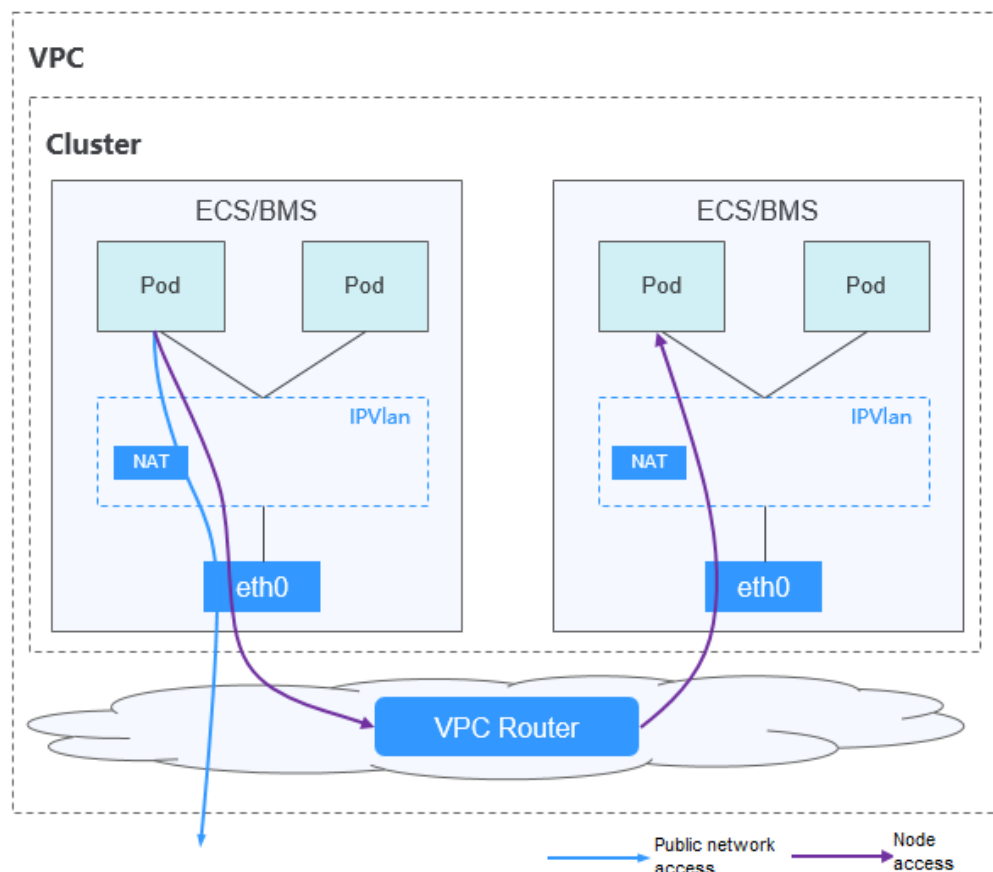 VPC
Cluster
ECS/BMS
ECS/BMS
Pod
Pod
Pod
Pod
IPVlan
IPVlan
NAT
NAT
eth0
eth0
VPC Router
Public network
access
Node
access